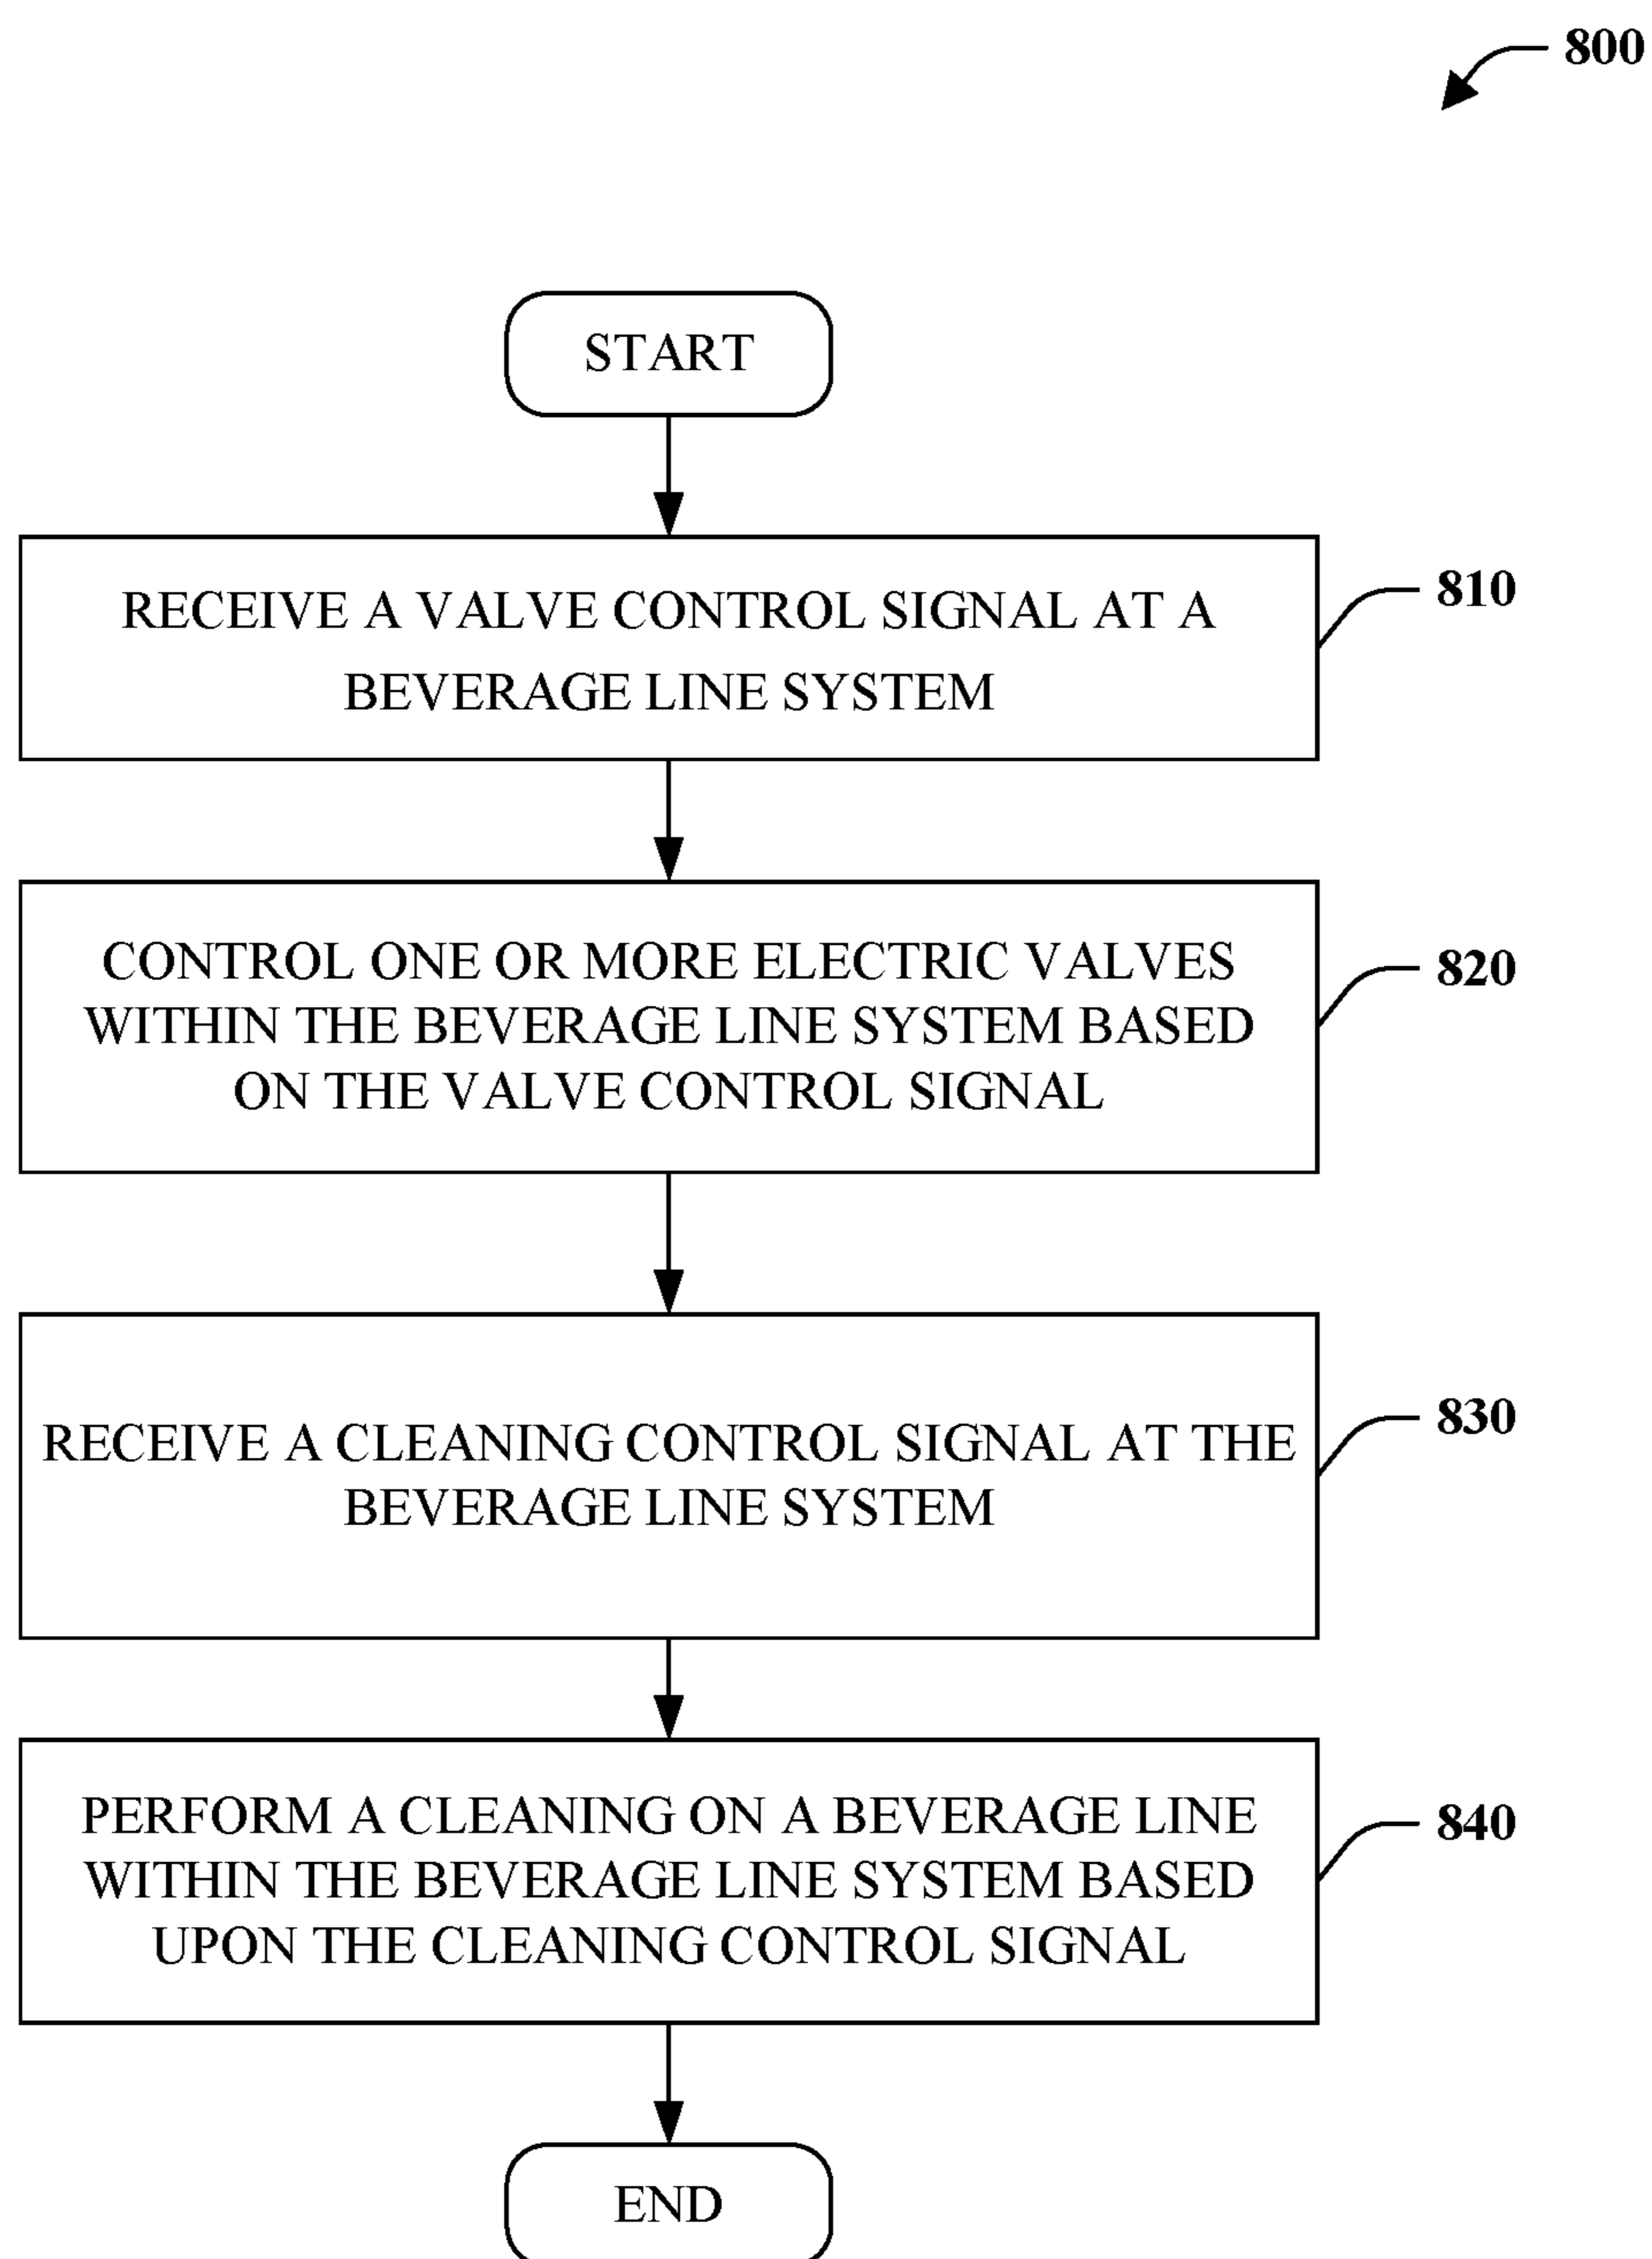 800
START
RECEIVE A VALVE CONTROL SIGNAL AT A
BEVERAGE LINE SYSTEM
810
CONTROL ONE OR MORE ELECTRIC VALVES
WITHIN THE BEVERAGE LINE SYSTEM BASED
ON THE VALVE CONTROL SIGNAL
820
RECEIVE A CLEANING CONTROL SIGNAL AT THE
BEVERAGE LINE SYSTEM
830
PERFORM A CLEANING ON A BEVERAGE LINE
WITHIN THE BEVERAGE LINE SYSTEM BASED
UPON THE CLEANING CONTROL SIGNAL
840
END